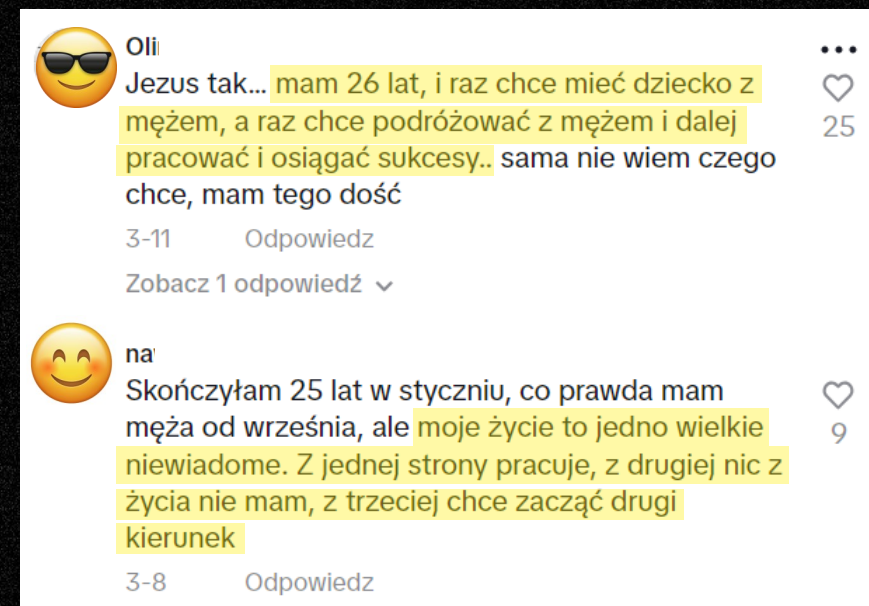 Oli
Jezus tak... mam 26 lat, i raz chce mieć dziecko z
mężem, a raz chce podróżować z mężem i dalej
pracować i osiągać sukcesy.. sama nie wiem czego
chce, mam tego dość
25
3-11 Odpowiedz
Zobacz 1 odpowiedź
na
Skończyłam 25 lat w styczniu, co prawda mam
męża od września, ale moje życie to jedno wielkie
niewiadome. Z jednej strony pracuje, z drugiej nic z
życia nie mam, z trzeciej chce zacząć drugi
kierunek
9
3-8 Odpowiedz